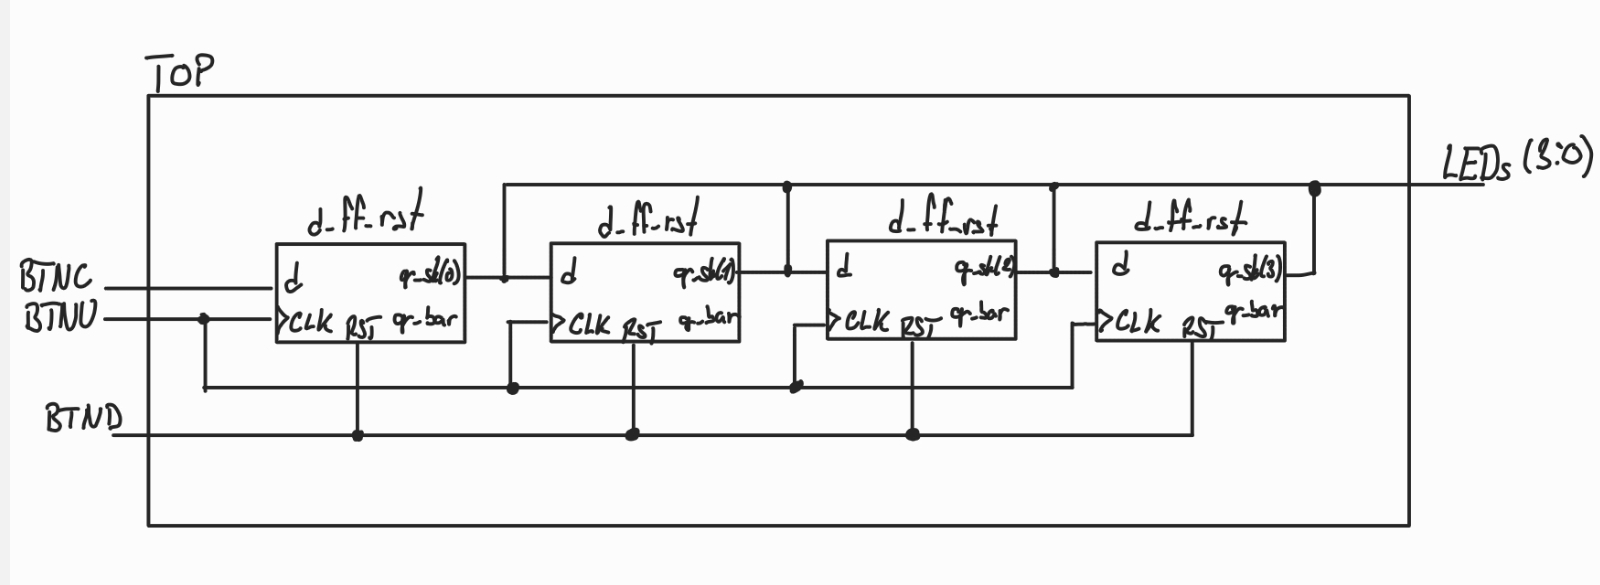 TOP
LEDs (3:0)
d_ff_rst
d_ff_rst
d_ff_rst
d_ff_rst
BTNC
d
q_sh(0)
d
q_sh(1)
d
q_sh(2)
d
q_sh(3)
BTNU
CLK
RST
q_bar
CLK
RST
q_bar
CLK
RST
q_bar
CLK
RST
q_bar
BTND